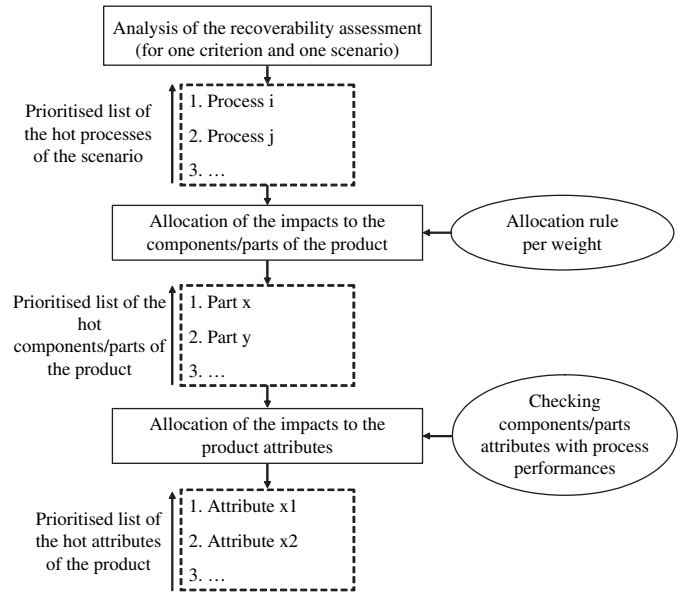 Analysis of the recoverability assessment
(for one criterion and one scenario)
Prioritised list of
the hot processes
of the scenario
1. Process i
2. Process j
3. …
Allocation of the impacts to the
components/parts of the product
Allocation rule
per weight
Prioritised list of the
hot
components/parts of
the product
1. Part x
2. Part y
3. …
Allocation of the impacts to the
product attributes
Checking
components/parts
attributes with process
performances
Prioritised list of
the hot attributes
of the product
1. Attribute x1
2. Attribute x2
3. …